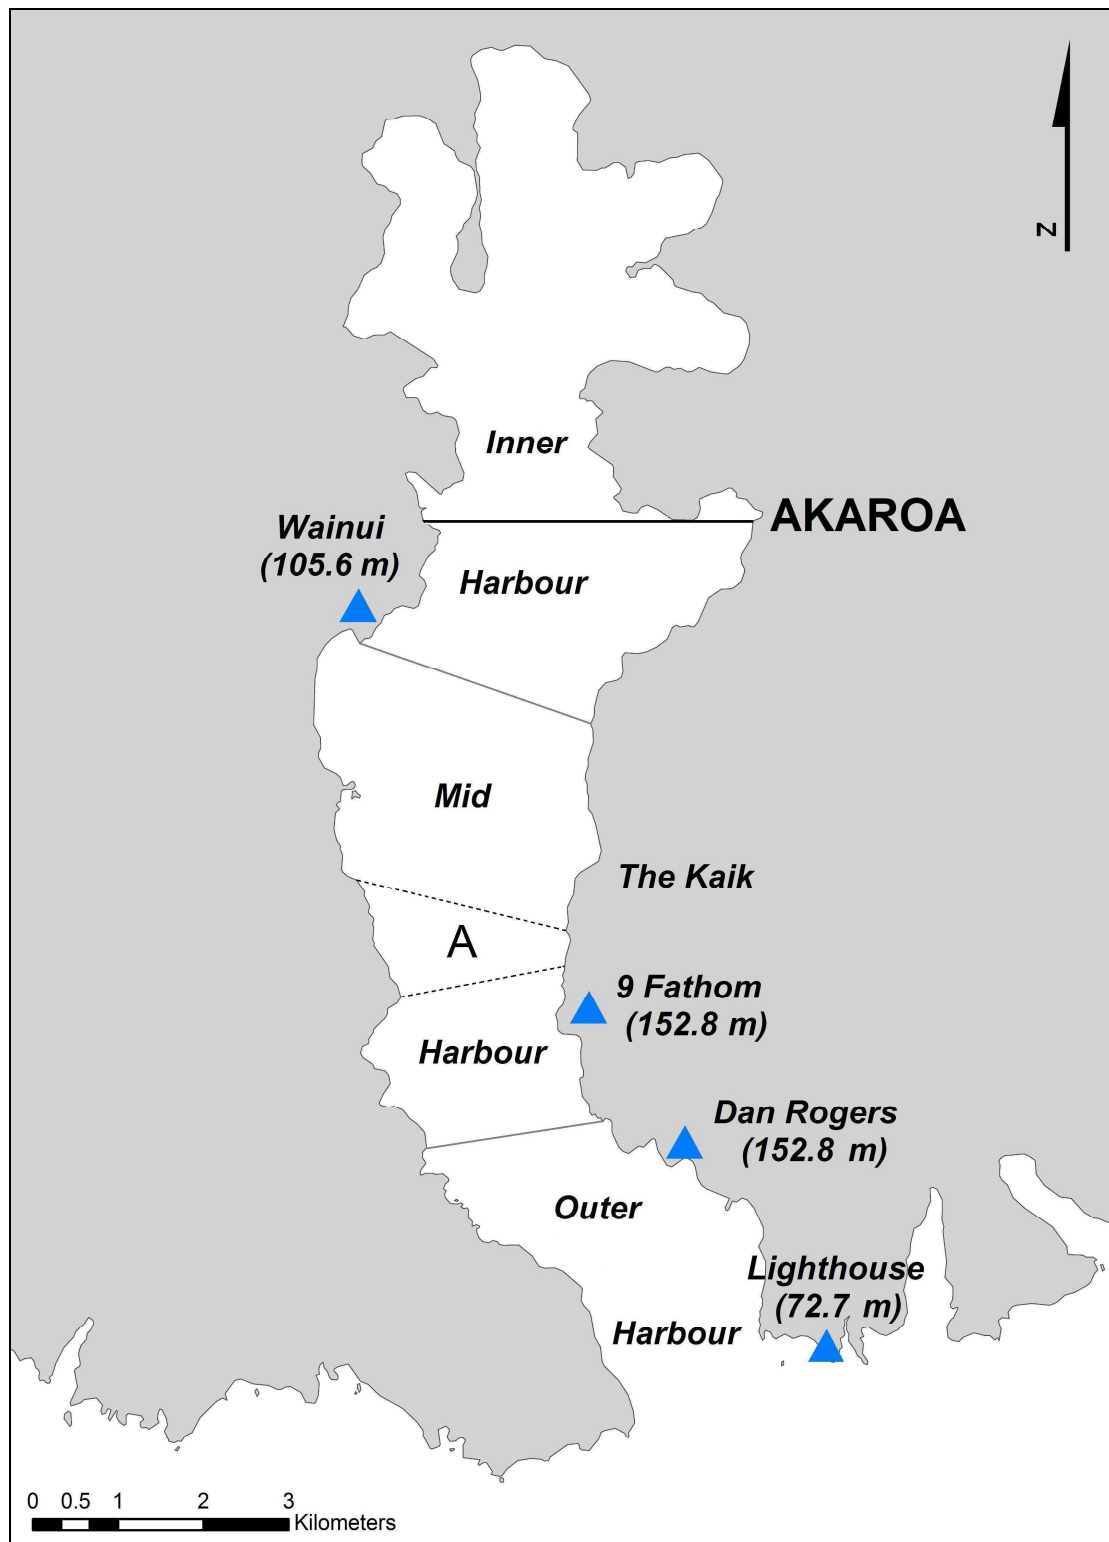 N
Inner
AKAROA
Wainui
(105.6 m)
Harbour
Mid
The Kaik
A
9 Fathom
(152.8 m)
Harbour
Dan Rogers
(152.8 m)
Outer
Lighthouse
(72.7 m)
Harbour
0 0.5 1 2 3
Kilometers